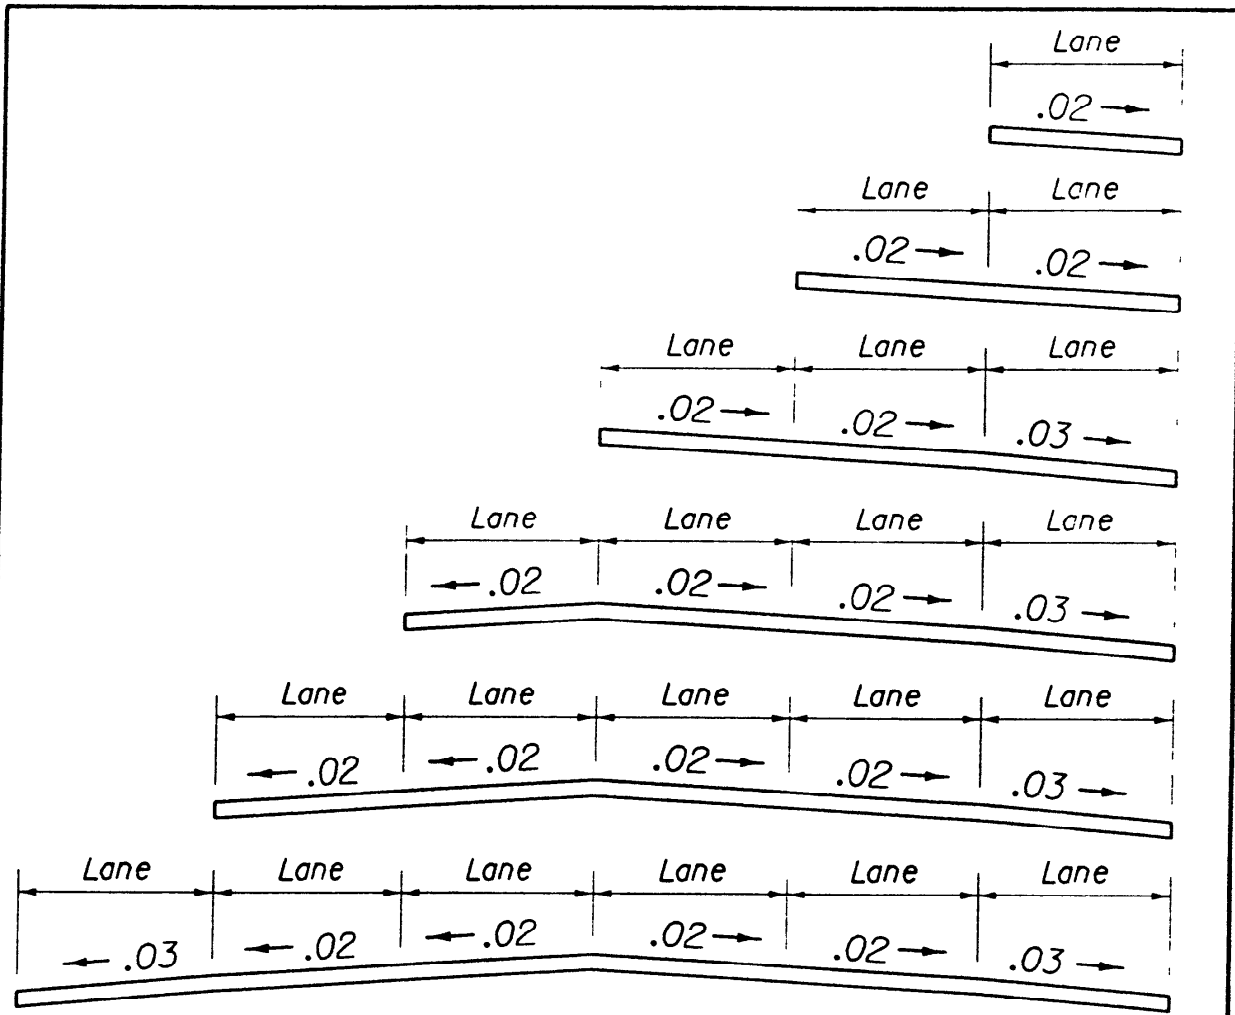 Lane
.02
Lane Lane
.02 .02
Lane Lane Lane
.02 .02 .03
Lane Lane Lane Lane
.02 .02 .02 .03
Lane Lane Lane Lane Lane
.02 .02 .02 .02 .03
Lane Lane Lane Lane Lane Lane
.03 .02 .02 .02 .02 .03